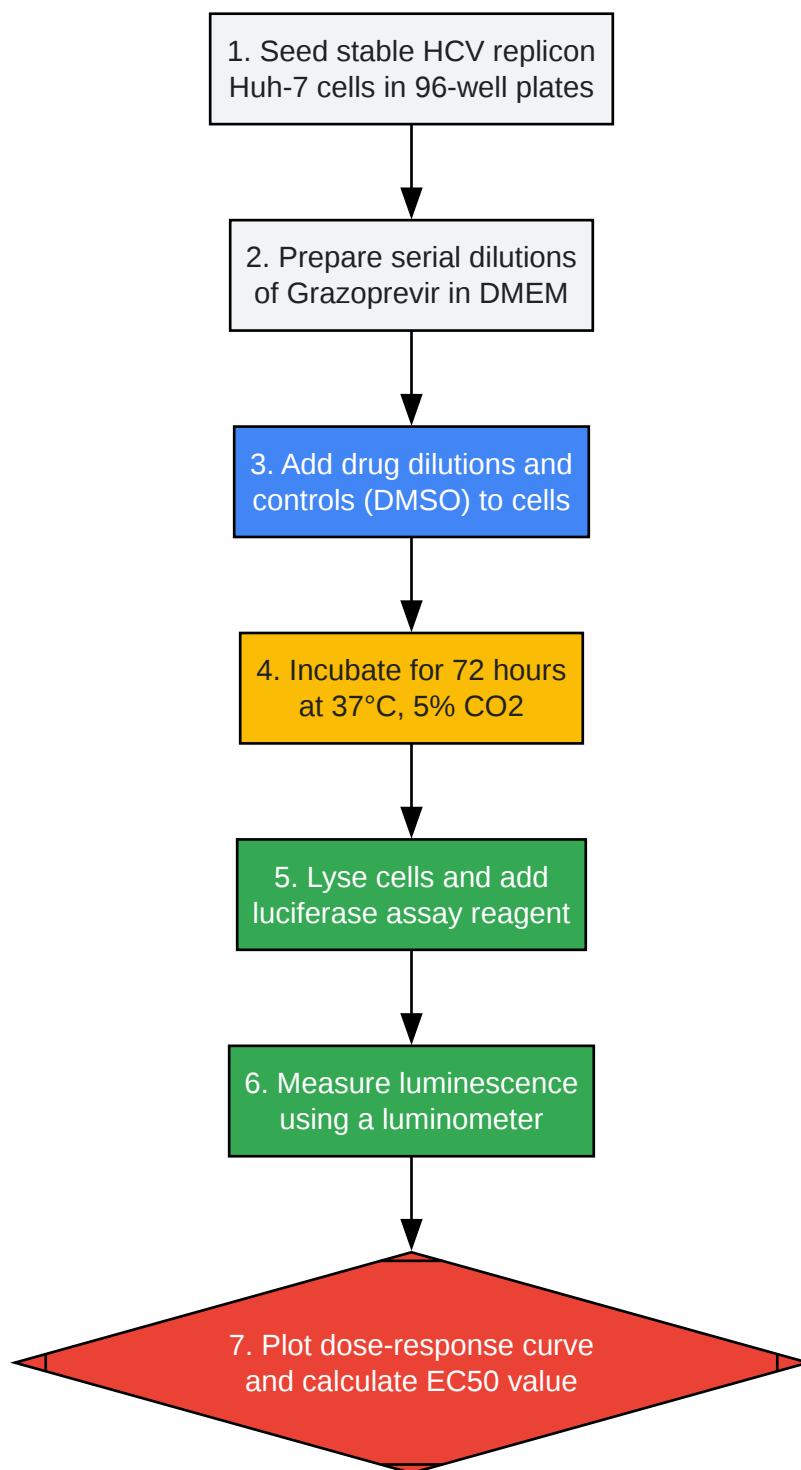 1. Seed stable HCV replicon
Huh-7 cells in 96-well plates
2. Prepare serial dilutions
of Grazoprevir in DMEM
3. Add drug dilutions and
controls (DMSO) to cells
4. Incubate for 72 hours
at 37°C, 5% CO2
5. Lyse cells and add
luciferase assay reagent
6. Measure luminescence
using a luminometer
7. Plot dose-response curve
and calculate EC50 value